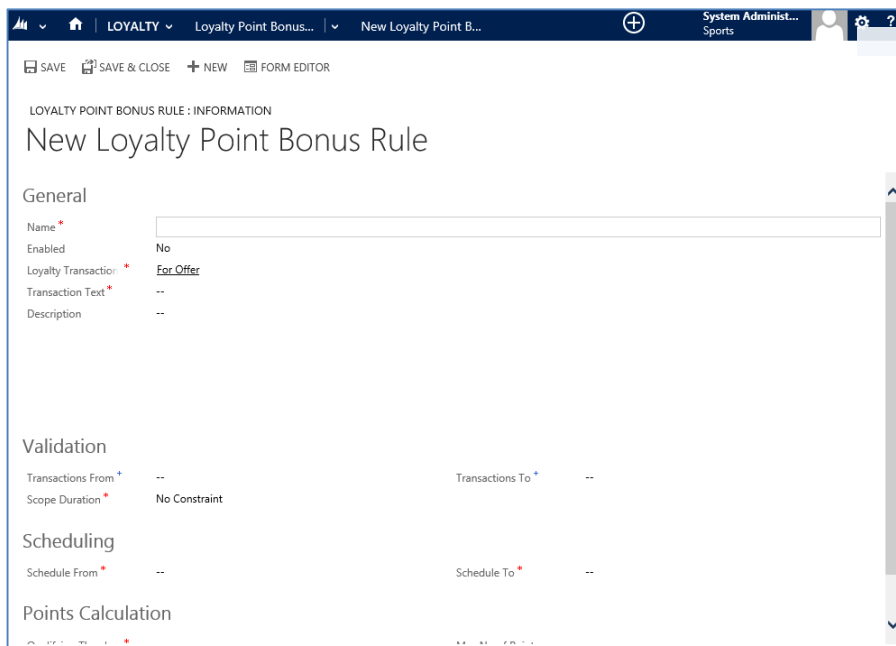 LOYALTY Loyalty Point Bonus... New Loyalty Point B... System Administ...
Sports
?
SAVE SAVE & CLOSE + NEW FORM EDITOR
LOYALTY POINT BONUS RULE : INFORMATION
New Loyalty Point Bonus Rule
General
Name *
Enabled No
Loyalty Transaction * For Offer
Transaction Text * --
Description --
Validation
Transactions From + -- Transactions To + --
Scope Duration * No Constraint
Scheduling
Schedule From * -- Schedule To * --
Points Calculation